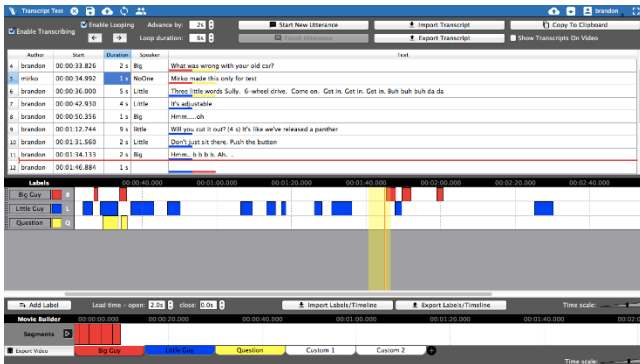 Transcript Test brandon
Enable Transcribing Enable Looping Advance by: 2s Start New Utterance Import Transcript Copy To Clipboard
Loop duration: 6s Finish Utterance Export Transcript Show Transcripts On Video
Author Start Duration Speaker Text
4 brandon 00:00:33.826 2 s Big What was wrong with your old car?
5 mirko 00:00:34.992 1 s NoOne Mirko made this only for test
6 brandon 00:00:36.000 5 s Little Three little words Sully. 6-wheel drive. Come on. Get in. Get in. Get in. Buh buh buh da da
7 brandon 00:00:42.930 4 s Little It's adjustable
8 brandon 00:00:50.356 1 s Big Hmm.....oh
9 brandon 00:01:12.744 9 s little Will you cut it out? (4 s) It's like we've released a panther
10 brandon 00:01:31.560 2 s Little Don't just sit there. Push the button
11 brandon 00:01:34.133 2 s Big Hmm.. b b b b. Ah. .
12 brandon 00:01:46.884 1 s
Labels 00:00:40.000 00:01:00.000 00:01:20.000 00:01:40.000 00:02:00.000 00:02:20.000 00:02:40.000
Big Guy B
Little Guy L
Question Q
Add Label Lead time - open: 2.0s close: 0.0s Import Labels/Timeline Export Labels/Timeline Time scale:
Movie Builder 00:00:00.000 00:00:20.000 00:00:40.000 00:01:00.000 00:01:20.000 00:01:40.000 00:02:0
Segments
Export Video Big Guy Little Guy Question Custom 1 Custom 2
Time scale: